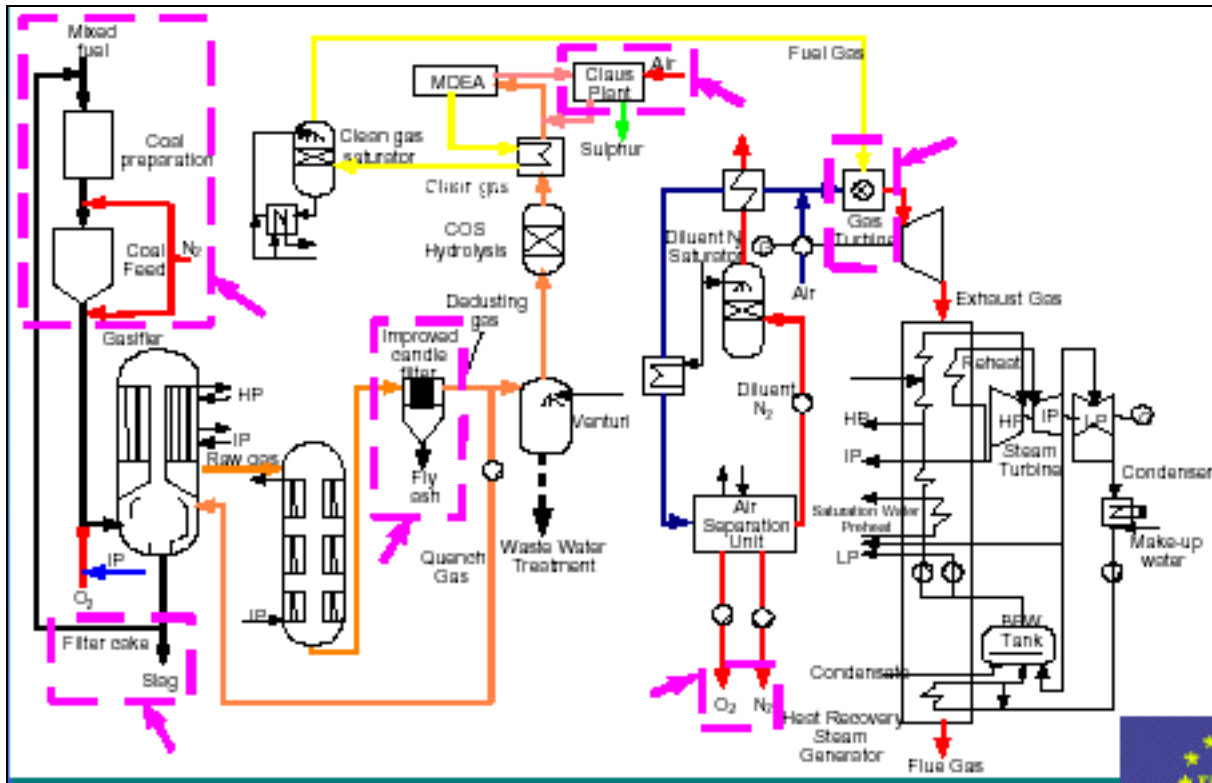 Mixed
fuel
Coal
preparation
Coal
Feed
N₂
Gasifier
HP
IP
Raw gas
IP
O₂
Filter cake
Slag
IP
MDEA
Claus
Plant
Air
Sulphur
Fuel Gas
Clean gas
saturator
Clean gas
COS
Hydrolysis
Dedusting
gas
Improved
candle
filter
Fly
ash
Quench
Gas
Venturi
Waste Water
Treatment
Diluent N₂
Saturator
Gas
Turbine
Air
Diluent
N₂
Air
Separation
Unit
O₂
N₂
Exhaust Gas
Reheat
HP
IP
LP
Steam
Turbine
HP
IP
Saturation Water
Preheat
LP
Condenser
Make-up
water
BFW
Tank
Condensate
Heat Recovery
Steam
Generator
Flue Gas